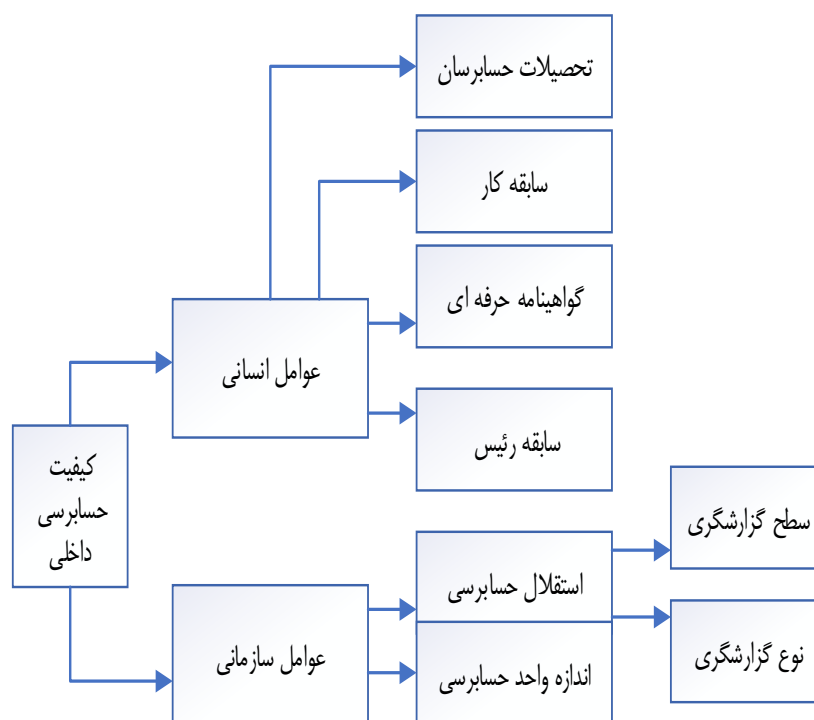 تحصیلات حسابرسان
سابقه کار
گواهینامه حرفه ای
عوامل انسانی
سابقه رئیس
کیفیت
حسابرسی
داخلی
سطح گزارشگری
استقلال حسابرسی
نوع گزارشگری
عوامل سازمانی
اندازه واحد حسابرسی